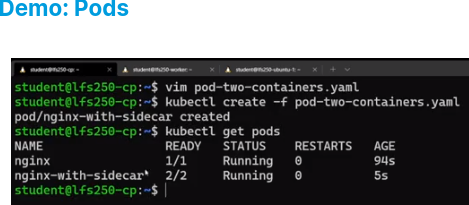 Demo: Pods
student@lfs250-cp: ~
student@lfs250-worker: ~
student@lfs250-ubuntu-1: ~
student@lfs250-cp:~$ vim pod-two-containers.yaml
student@lfs250-cp:~$ kubectl create -f pod-two-containers.yaml
pod/nginx-with-sidecar created
student@lfs250-cp:~$ kubectl get pods
NAME READY STATUS RESTARTS AGE
nginx 1/1 Running 0 94s
nginx-with-sidecar 2/2 Running 0 5s
student@lfs250-cp:~$